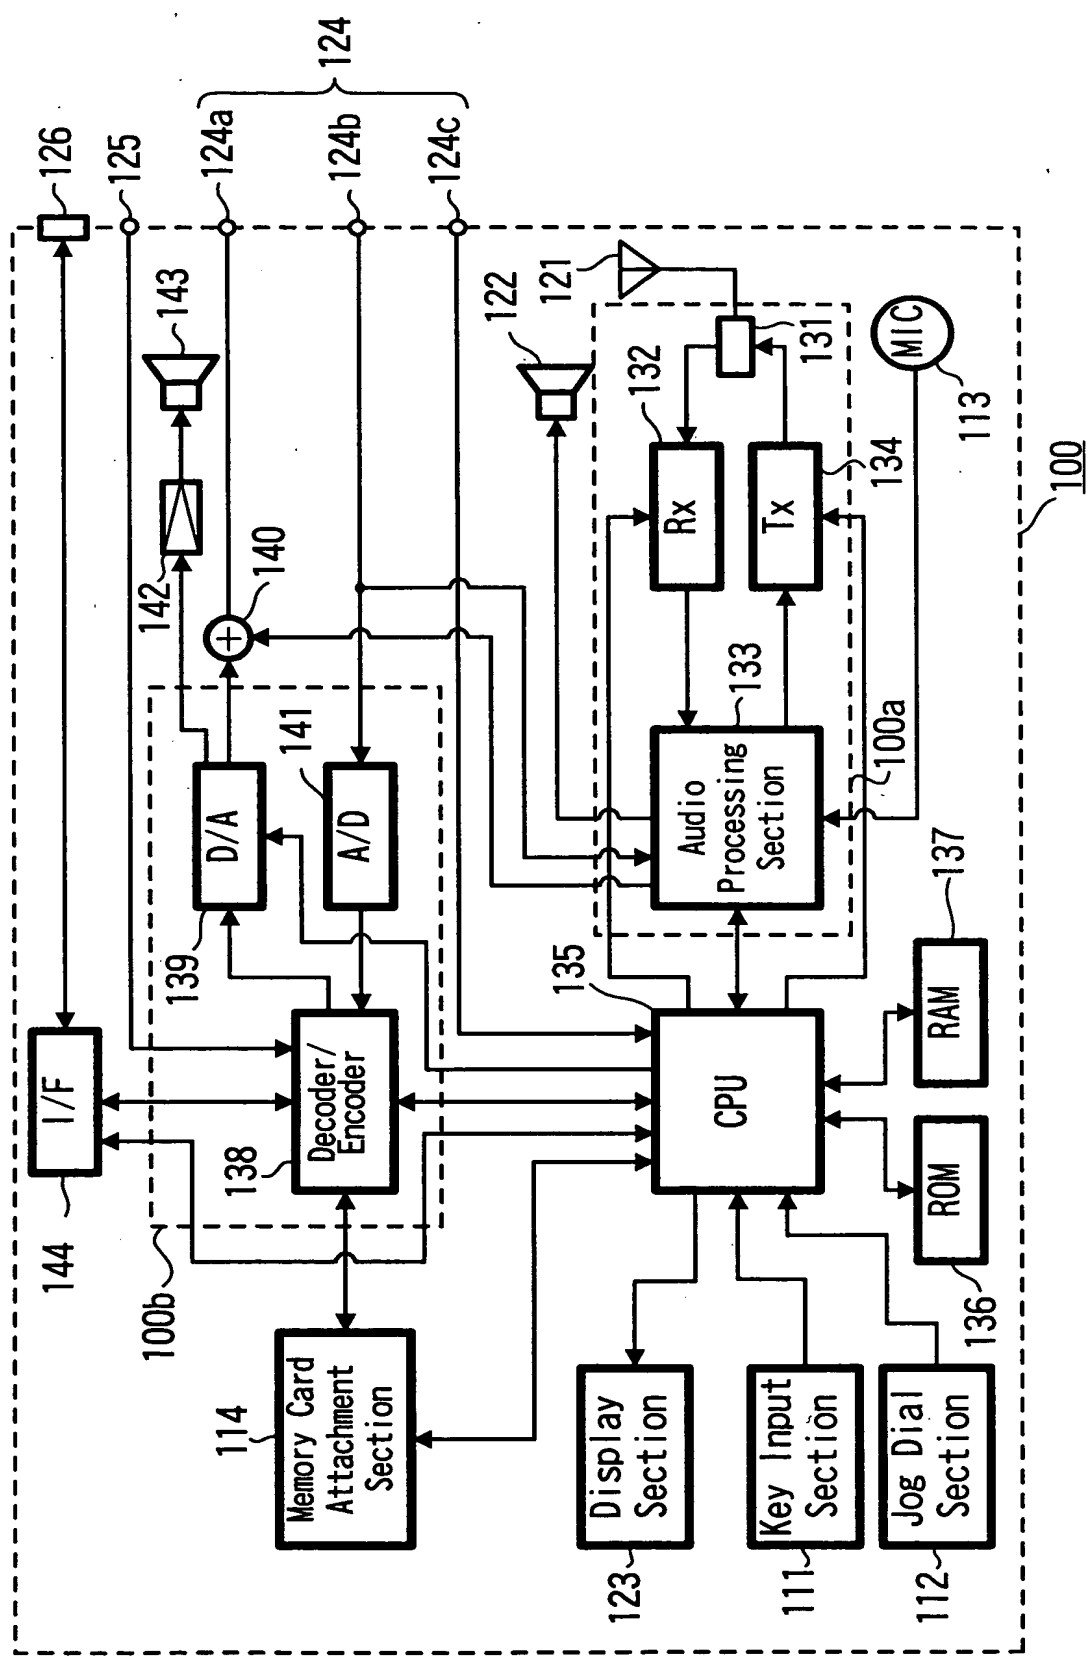 126
125
124a
124
124b
124c
143
142
140
122
121
131
132
Rx
Tx
134
MIC
113
100
144
I/F
139
D/A
141
A/D
138
Decoder/
Encoder
100b
133
Audio
Processing
Section
100a
135
CPU
137
RAM
136
ROM
114
Memory Card
Attachment
Section
123
Display
Section
111
Key Input
Section
112
Jog Dial
Section